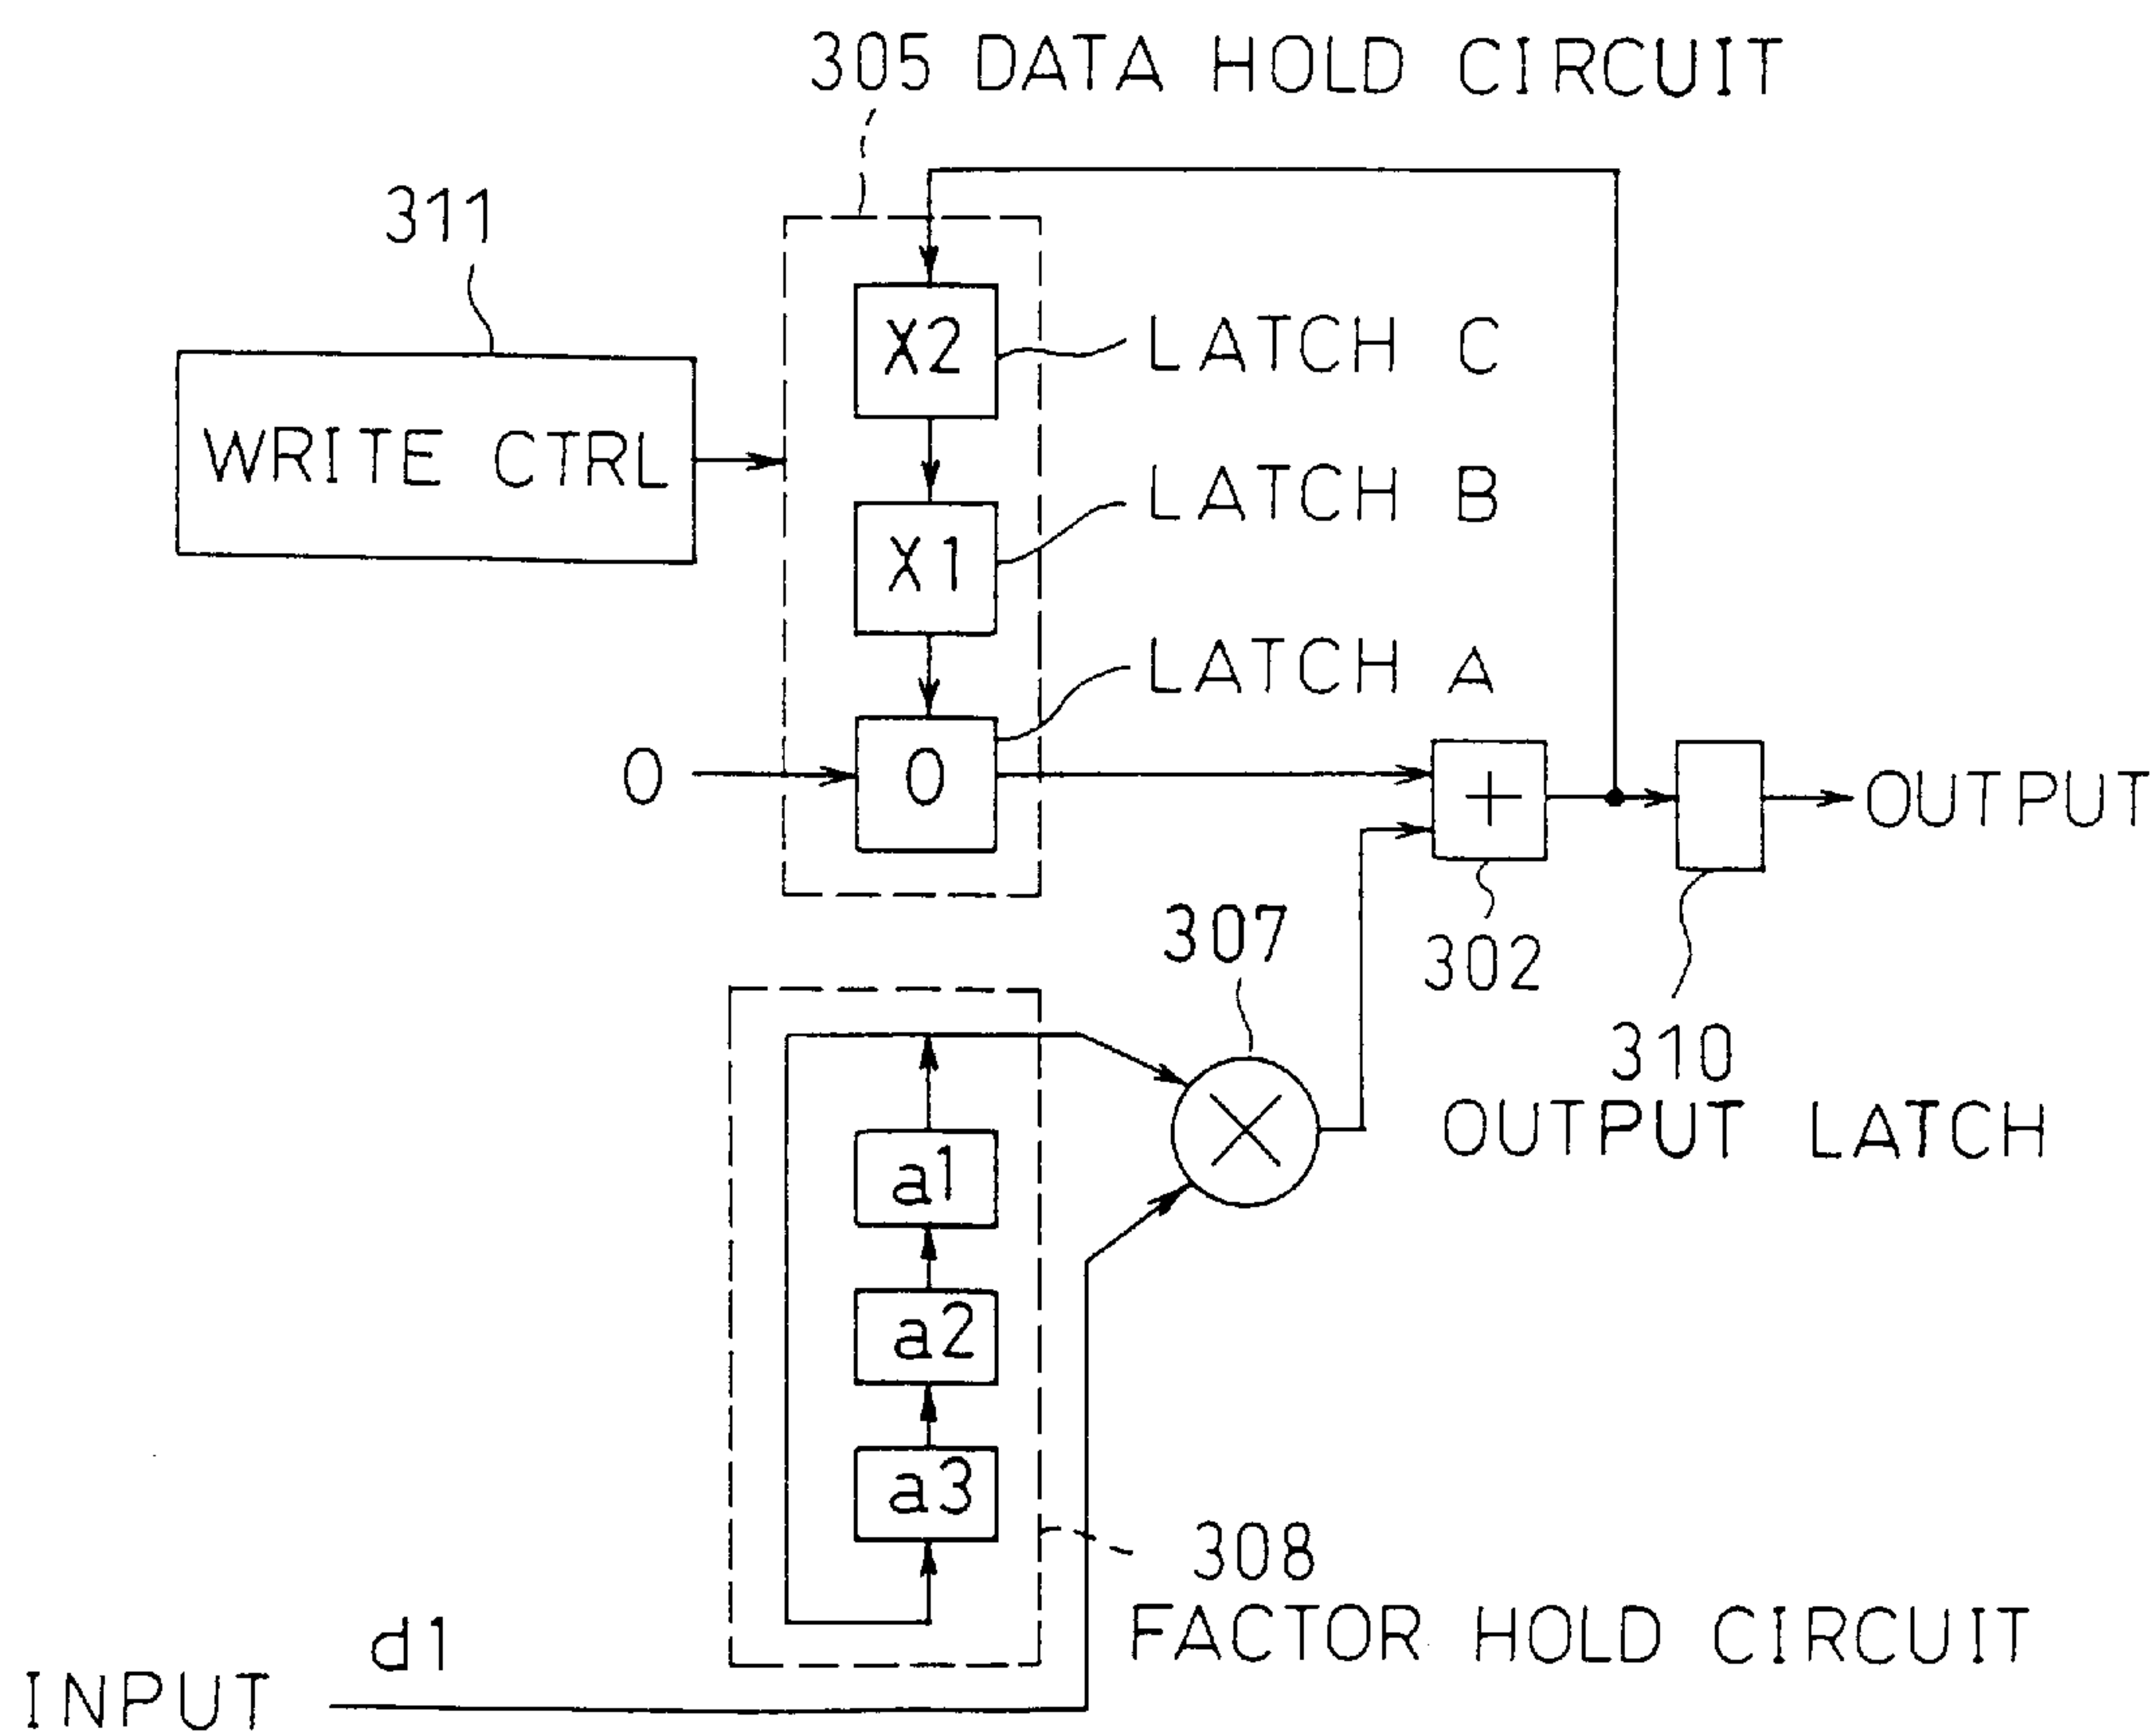 305 DATA HOLD CIRCUIT
311
X2
LATCH C
WRITE CTRL
LATCH B
X1
LATCH A
0
0
+
OUTPUT
307
302
310
OUTPUT LATCH
a1
a2
a3
308
FACTOR HOLD CIRCUIT
d1
INPUT